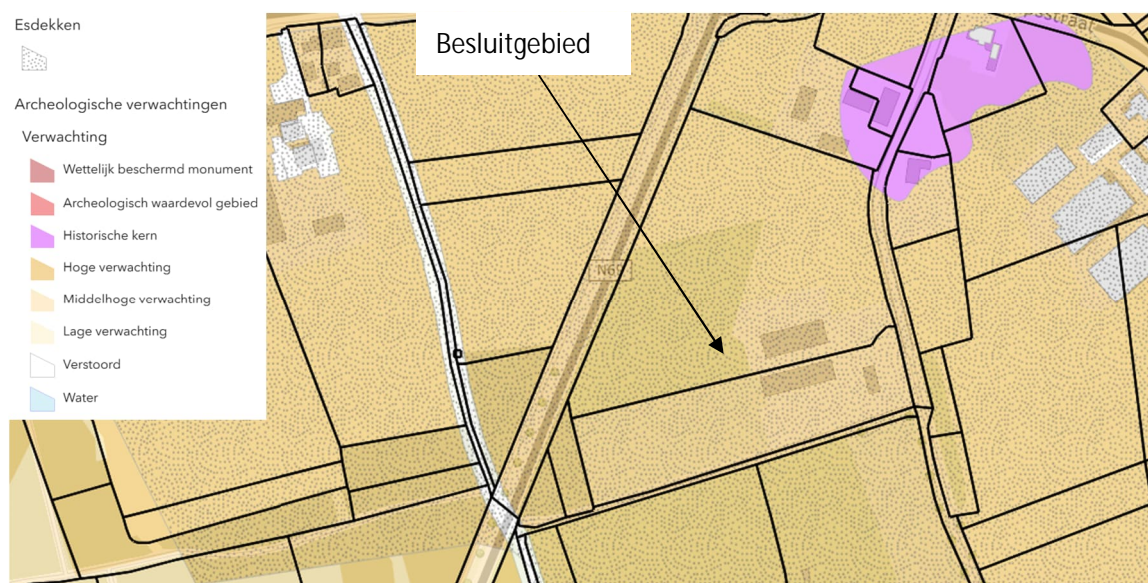 Esdekken
Besluitgebied
Archeologische verwachtingen
Verwachting
Wettelijk beschermd monument
Archeologisch waardevol gebied
Historische kern
Hoge verwachting
Middelhoge verwachting
Lage verwachting
Verstoord
Water